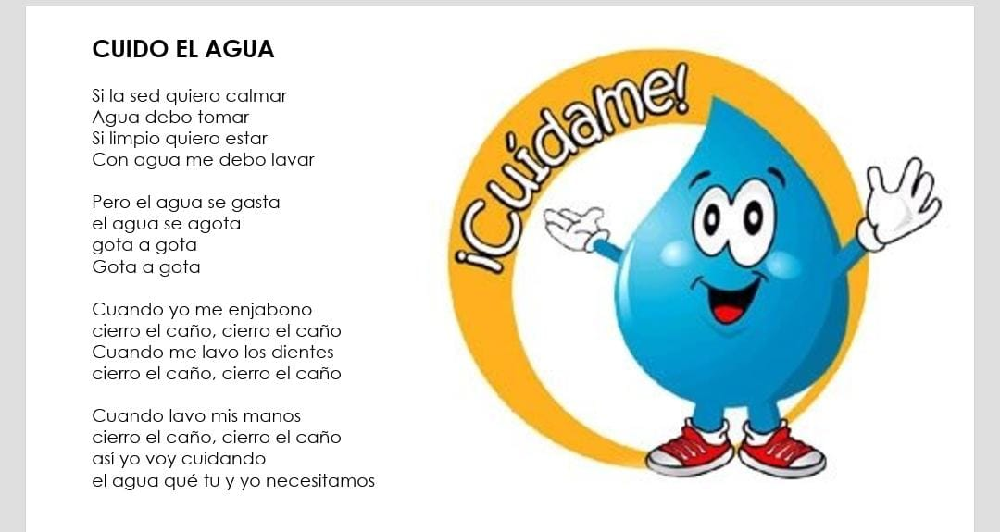 CUIDO EL AGUA
Si la sed quiero calmar
Agua debo tomar
Si limpio quiero estar
Con agua me debo lavar
Pero el agua se gasta
el agua se agota
gota a gota
Gota a gota
Cuando yo me enjabono
cierro el caño, cierro el caño
Cuando me lavo los dientes
cierro el caño, cierro el caño
Cuando lavo mis manos
cierro el caño, cierro el caño
así yo voy cuidando
el agua qué tu y yo necesitamos
¡Cuídame!